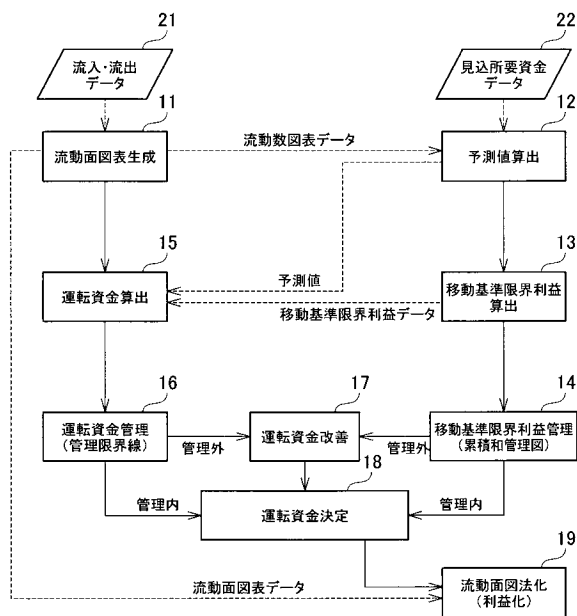 21
22
流入・流出
データ
見込所要資金
データ
11
12
流動面図表生成
流動数図表データ
予測値算出
15
13
運転資金算出
予測値
移動基準限界利益
算出
移動基準限界利益データ
16
17
14
運転資金管理
(管理限界線)
管理外
運転資金改善
管理外
移動基準限界利益管理
(累積和管理図)
18
管理内
運転資金決定
管理内
19
流動面図表データ
流動面図法化
(利益化)